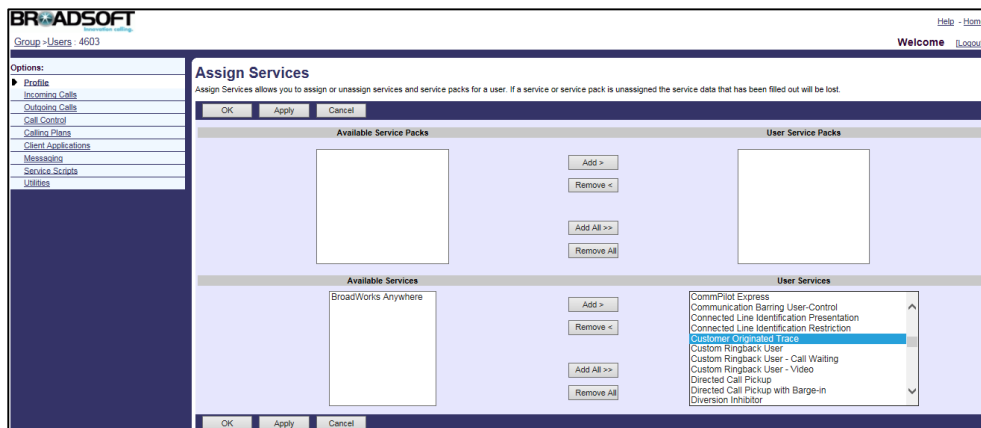 BROADSOFT
Innovative calling.
Help - Hom
Group >Users : 4603
Welcome [Logou
Options:
Profile
Incoming Calls
Outgoing Calls
Call Control
Calling Plans
Client Applications
Messaging
Service Scripts
Utilities
Assign Services
Assign Services allows you to assign or unassign services and service packs for a user. If a service or service pack is unassigned the service data that has been filled out will be lost.
OK Apply Cancel
Available Service Packs User Service Packs
Add >
Remove <
Add All >>
Remove All
Available Services User Services
BroadWorks Anywhere
Add >
Remove <
Add All >>
Remove All
CommPilot Express
Communication Barring User-Control
Connected Line Identification Presentation
Connected Line Identification Restriction
Customer Originated Trace
Custom Ringback User
Custom Ringback User - Call Waiting
Custom Ringback User - Video
Directed Call Pickup
Directed Call Pickup with Barge-in
Diversion Inhibitor
OK Apply Cancel